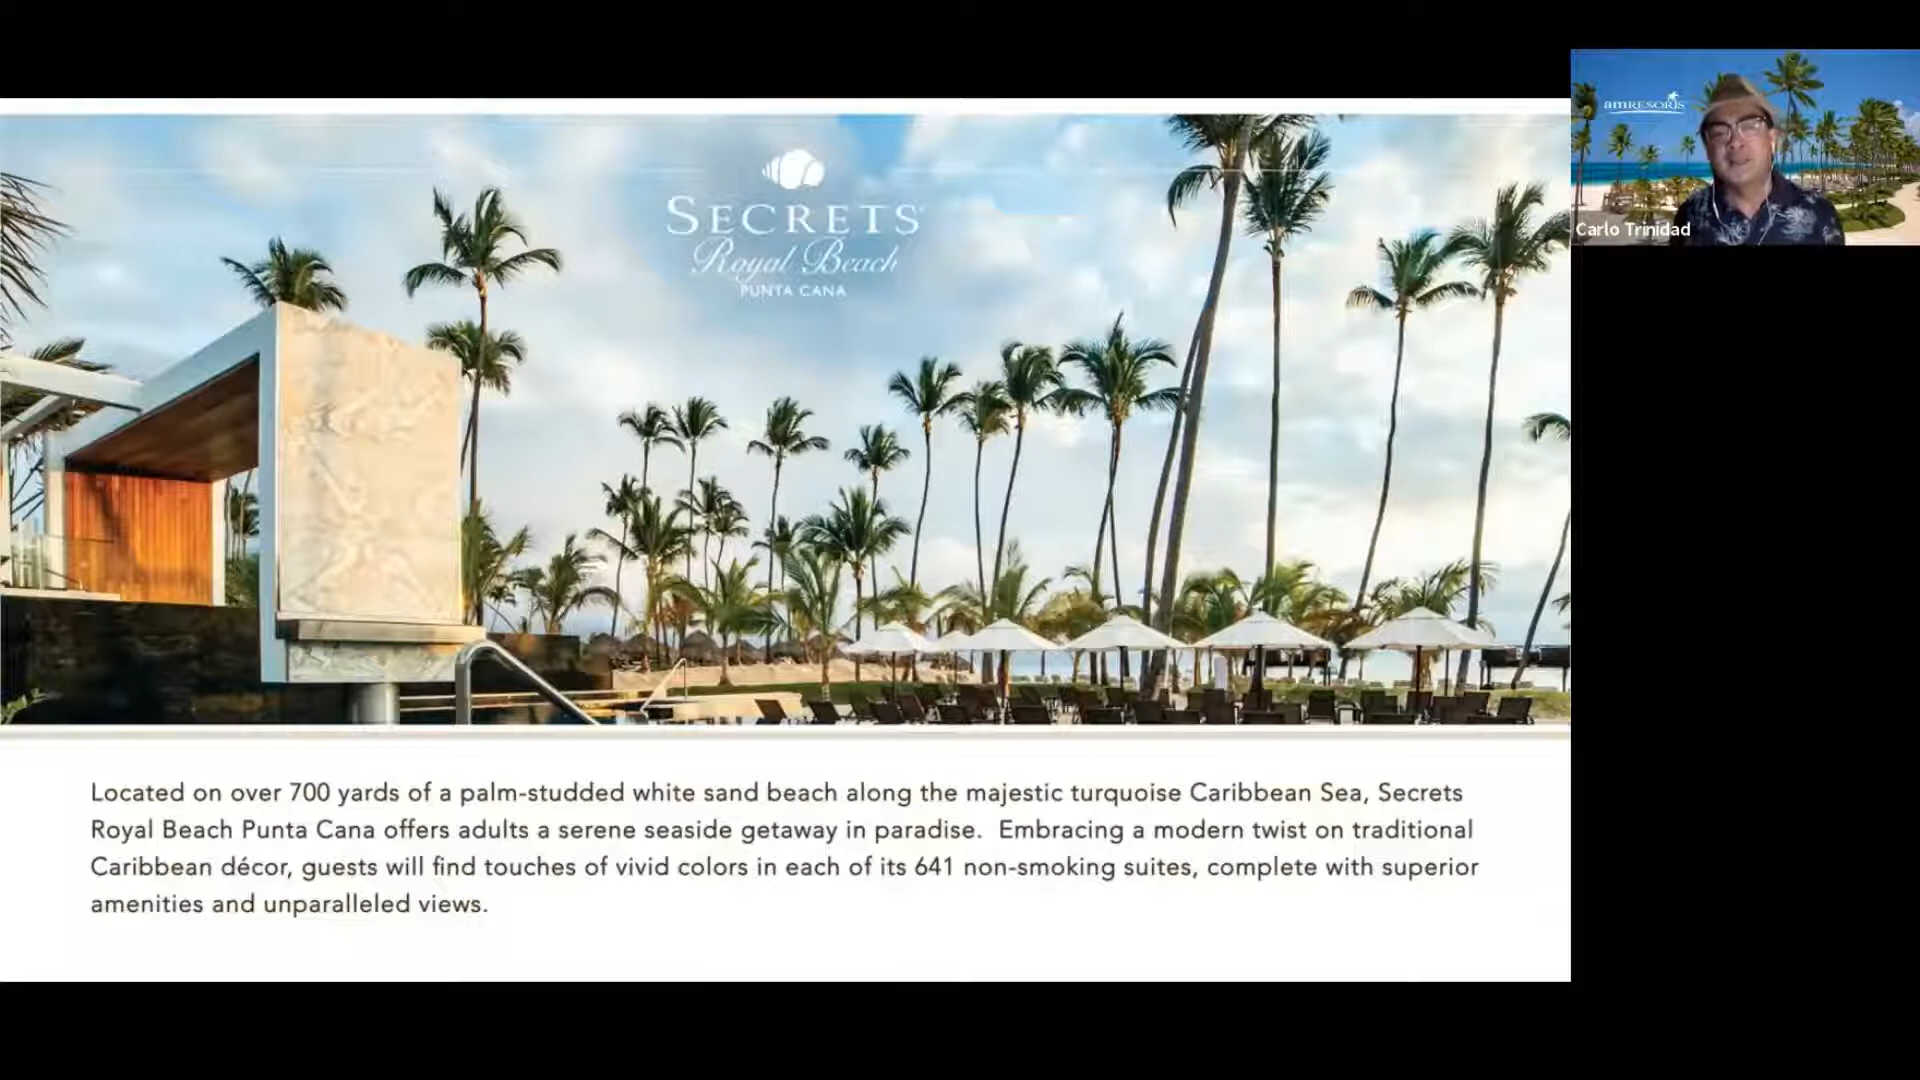 SECRETS
Royal Beach
PUNTA CANA
amRESORTS
Carlo Trinidad
Located on over 700 yards of a palm-studded white sand beach along the majestic turquoise Caribbean Sea, Secrets
Royal Beach Punta Cana offers adults a serene seaside getaway in paradise.  Embracing a modern twist on traditional
Caribbean décor, guests will find touches of vivid colors in each of its 641 non-smoking suites, complete with superior
amenities and unparalleled views.